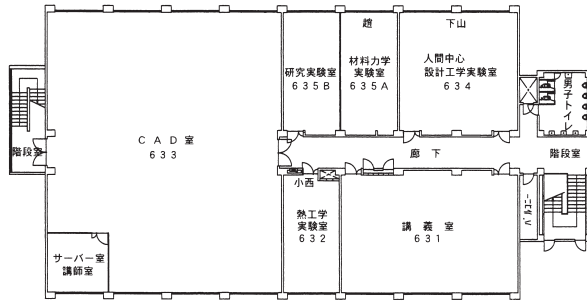 趙
下山
研究実験室
635B
材料力学
実験室
635A
人間中心
設計工学実験室
634
男子トイレ
CAD室
633
階段室
廊下
階段室
小西
熱工学
実験室
632
講義室
631
バルコニー
サーバー室
講師室